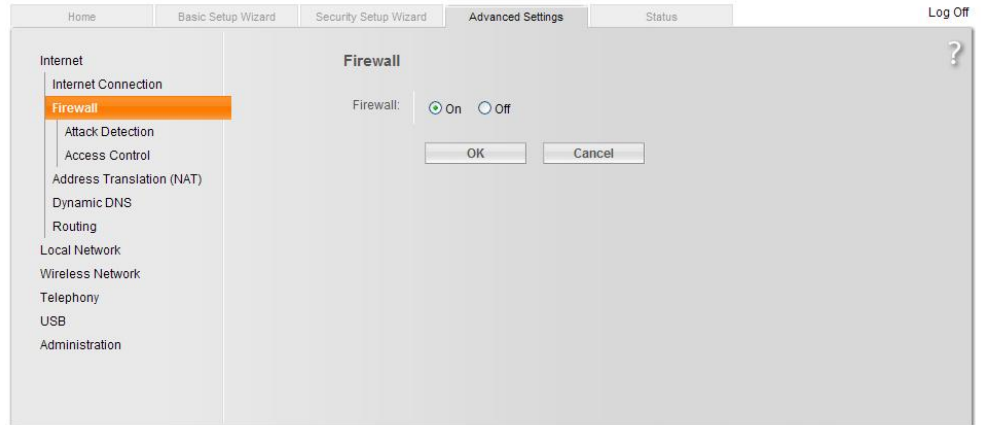 Home
Basic Setup Wizard
Security Setup Wizard
Advanced Settings
Status
Log Off
?
Internet
Internet Connection
Firewall
Attack Detection
Access Control
Address Translation (NAT)
Dynamic DNS
Routing
Local Network
Wireless Network
Telephony
USB
Administration
Firewall
Firewall: On Off
OK Cancel